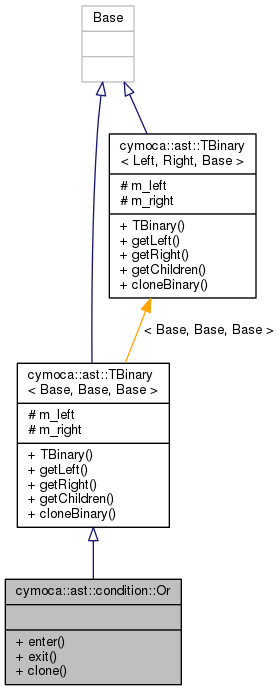 Base
cymoca::ast::TBinary
< Left, Right, Base >
# m_left
# m_right
+ TBinary()
+ getLeft()
+ getRight()
+ getChildren()
+ cloneBinary()
< Base, Base, Base >
cymoca::ast::TBinary
< Base, Base, Base >
# m_left
# m_right
+ TBinary()
+ getLeft()
+ getRight()
+ getChildren()
+ cloneBinary()
cymoca::ast::condition::Or
+ enter()
+ exit()
+ clone()